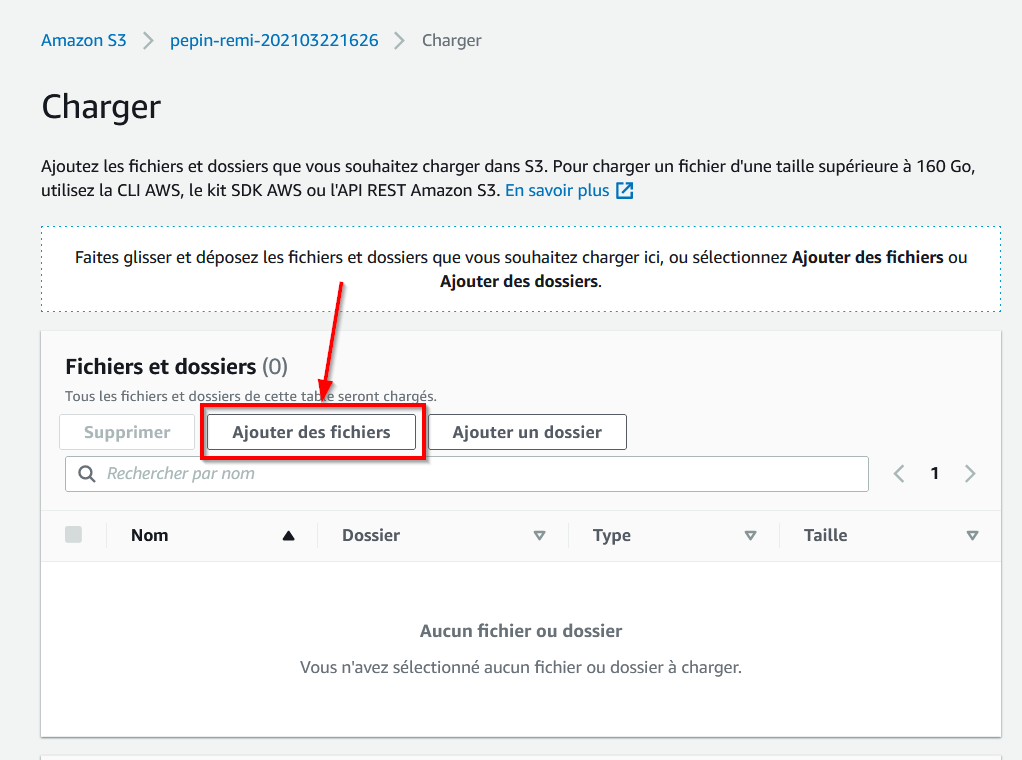 Amazon S3 > pepin-remi-202103221626 > Charger
Charger
Ajoutez les fichiers et dossiers que vous souhaitez charger dans S3. Pour charger un fichier d'une taille supérieure à 160 Go,
utilisez la CLI AWS, le kit SDK AWS ou l'API REST Amazon S3. En savoir plus
Faites glisser et déposez les fichiers et dossiers que vous souhaitez charger ici, ou sélectionnez Ajouter des fichiers ou
Ajouter des dossiers.
Fichiers et dossiers (0)
Tous les fichiers et dossiers de cette table seront chargés.
Supprimer Ajouter des fichiers Ajouter un dossier
Rechercher par nom 1
Nom Dossier Type Taille
Aucun fichier ou dossier
Vous n'avez sélectionné aucun fichier ou dossier à charger.